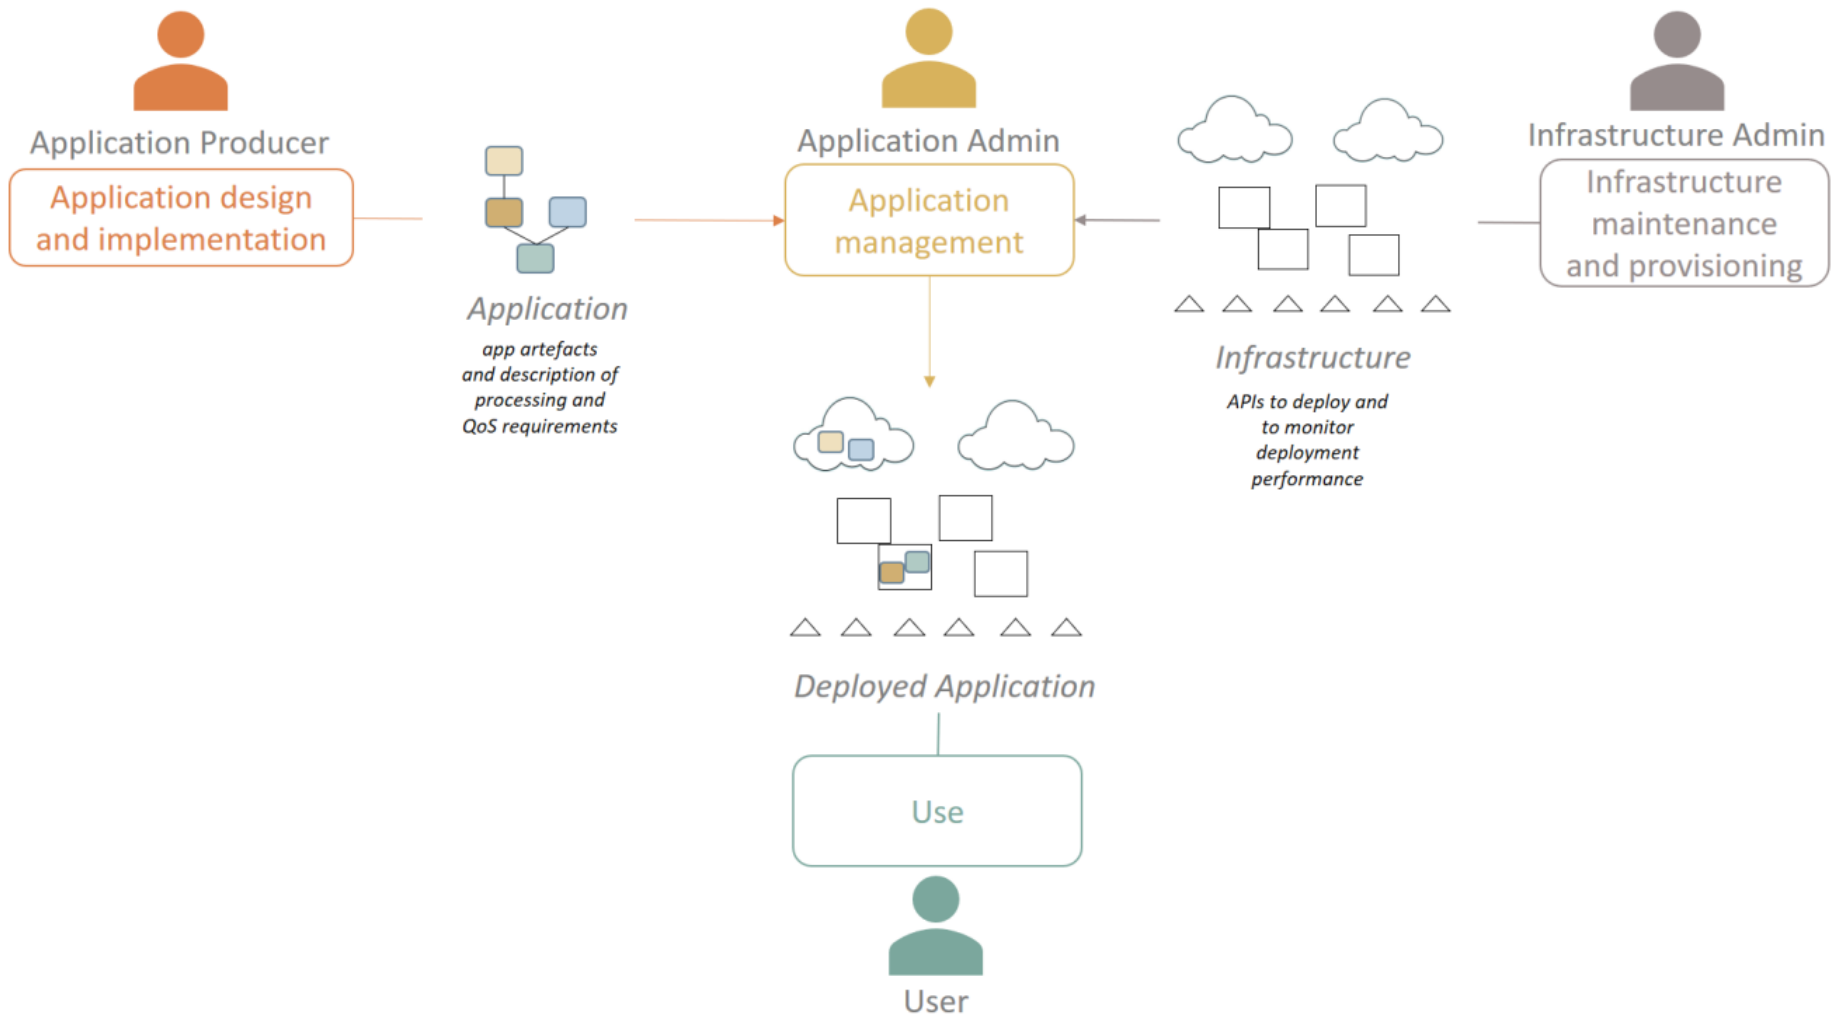 Application Producer
Application design
and implementation
Application
app artefacts
and description of
processing and
QoS requirements
Application Admin
Application
management
Infrastructure Admin
Infrastructure
maintenance
and provisioning
Infrastructure
APIs to deploy and
to monitor
deployment
performance
Deployed Application
Use
User